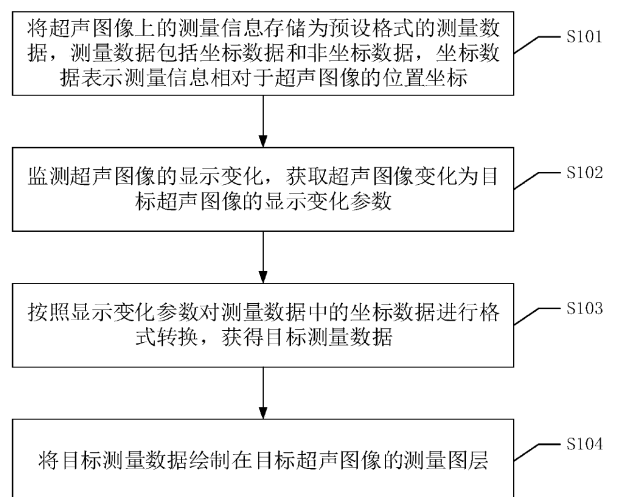 将超声图像上的测量信息存储为预设格式的测量数
据，测量数据包括坐标数据和非坐标数据，坐标数
据表示测量信息相对于超声图像的位置坐标
S101
监测超声图像的显示变化，获取超声图像变化为目
标超声图像的显示变化参数
S102
按照显示变化参数对测量数据中的坐标数据进行格
式转换，获得目标测量数据
S103
将目标测量数据绘制在目标超声图像的测量图层
S104